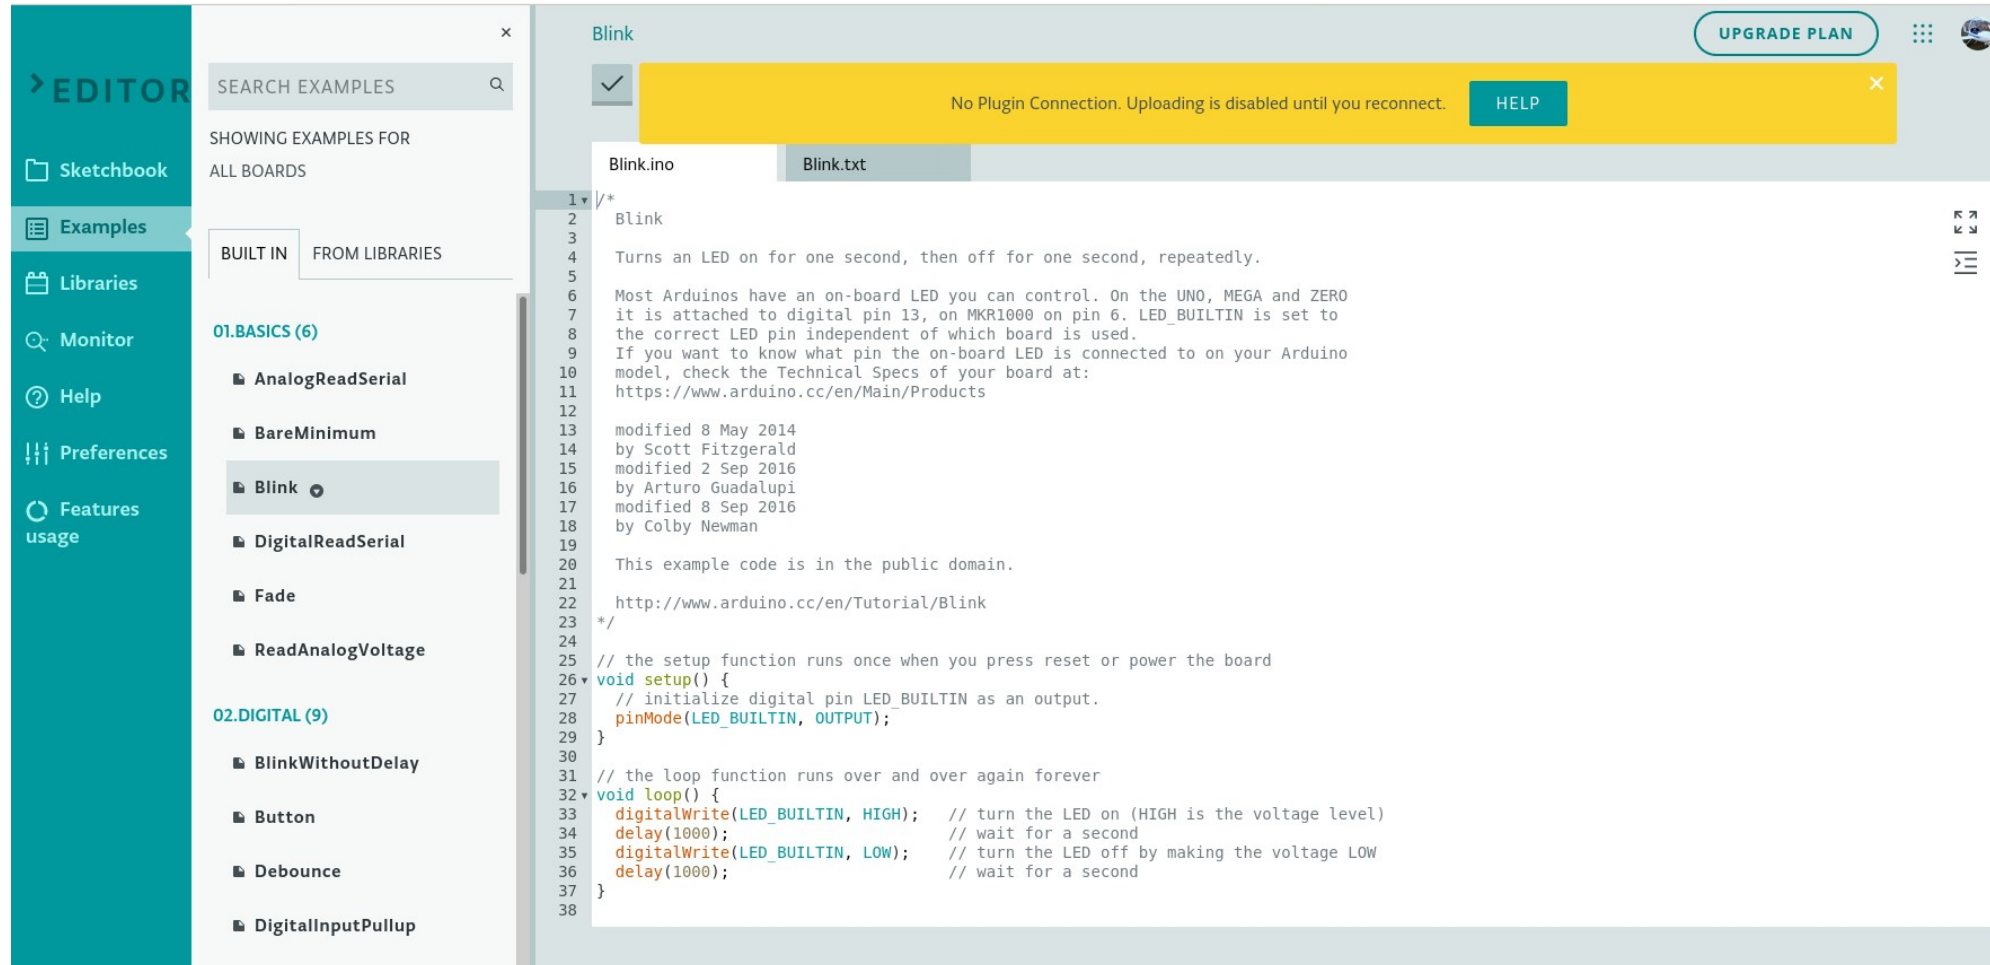 EDITOR
Sketchbook
Examples
Libraries
Monitor
Help
Preferences
Features
usage
SEARCH EXAMPLES
SHOWING EXAMPLES FOR
ALL BOARDS
BUILT IN
FROM LIBRARIES
01.BASICS (6)
AnalogReadSerial
BareMinimum
Blink
DigitalReadSerial
Fade
ReadAnalogVoltage
02.DIGITAL (9)
BlinkWithoutDelay
Button
Debounce
DigitalInputPullup
Blink
UPGRADE PLAN
No Plugin Connection. Uploading is disabled until you reconnect.
HELP
Blink.ino
Blink.txt
1 /*
2   Blink
3
4   Turns an LED on for one second, then off for one second, repeatedly.
5
6   Most Arduinos have an on-board LED you can control. On the UNO, MEGA and ZERO
7   it is attached to digital pin 13, on MKR1000 on pin 6. LED_BUILTIN is set to
8   the correct LED pin independent of which board is used.
9   If you want to know what pin the on-board LED is connected to on your Arduino
10   model, check the Technical Specs of your board at:
11   https://www.arduino.cc/en/Main/Products
12
13   modified 8 May 2014
14   by Scott Fitzgerald
15   modified 2 Sep 2016
16   by Arturo Guadalupi
17   modified 8 Sep 2016
18   by Colby Newman
19
20   This example code is in the public domain.
21
22   http://www.arduino.cc/en/Tutorial/Blink
23 */
24
25 // the setup function runs once when you press reset or power the board
26 void setup() {
27   // initialize digital pin LED_BUILTIN as an output.
28   pinMode(LED_BUILTIN, OUTPUT);
29 }
30
31 // the loop function runs over and over again forever
32 void loop() {
33   digitalWrite(LED_BUILTIN, HIGH);   // turn the LED on (HIGH is the voltage level)
34   delay(1000);                       // wait for a second
35   digitalWrite(LED_BUILTIN, LOW);    // turn the LED off by making the voltage LOW
36   delay(1000);                       // wait for a second
37 }
38